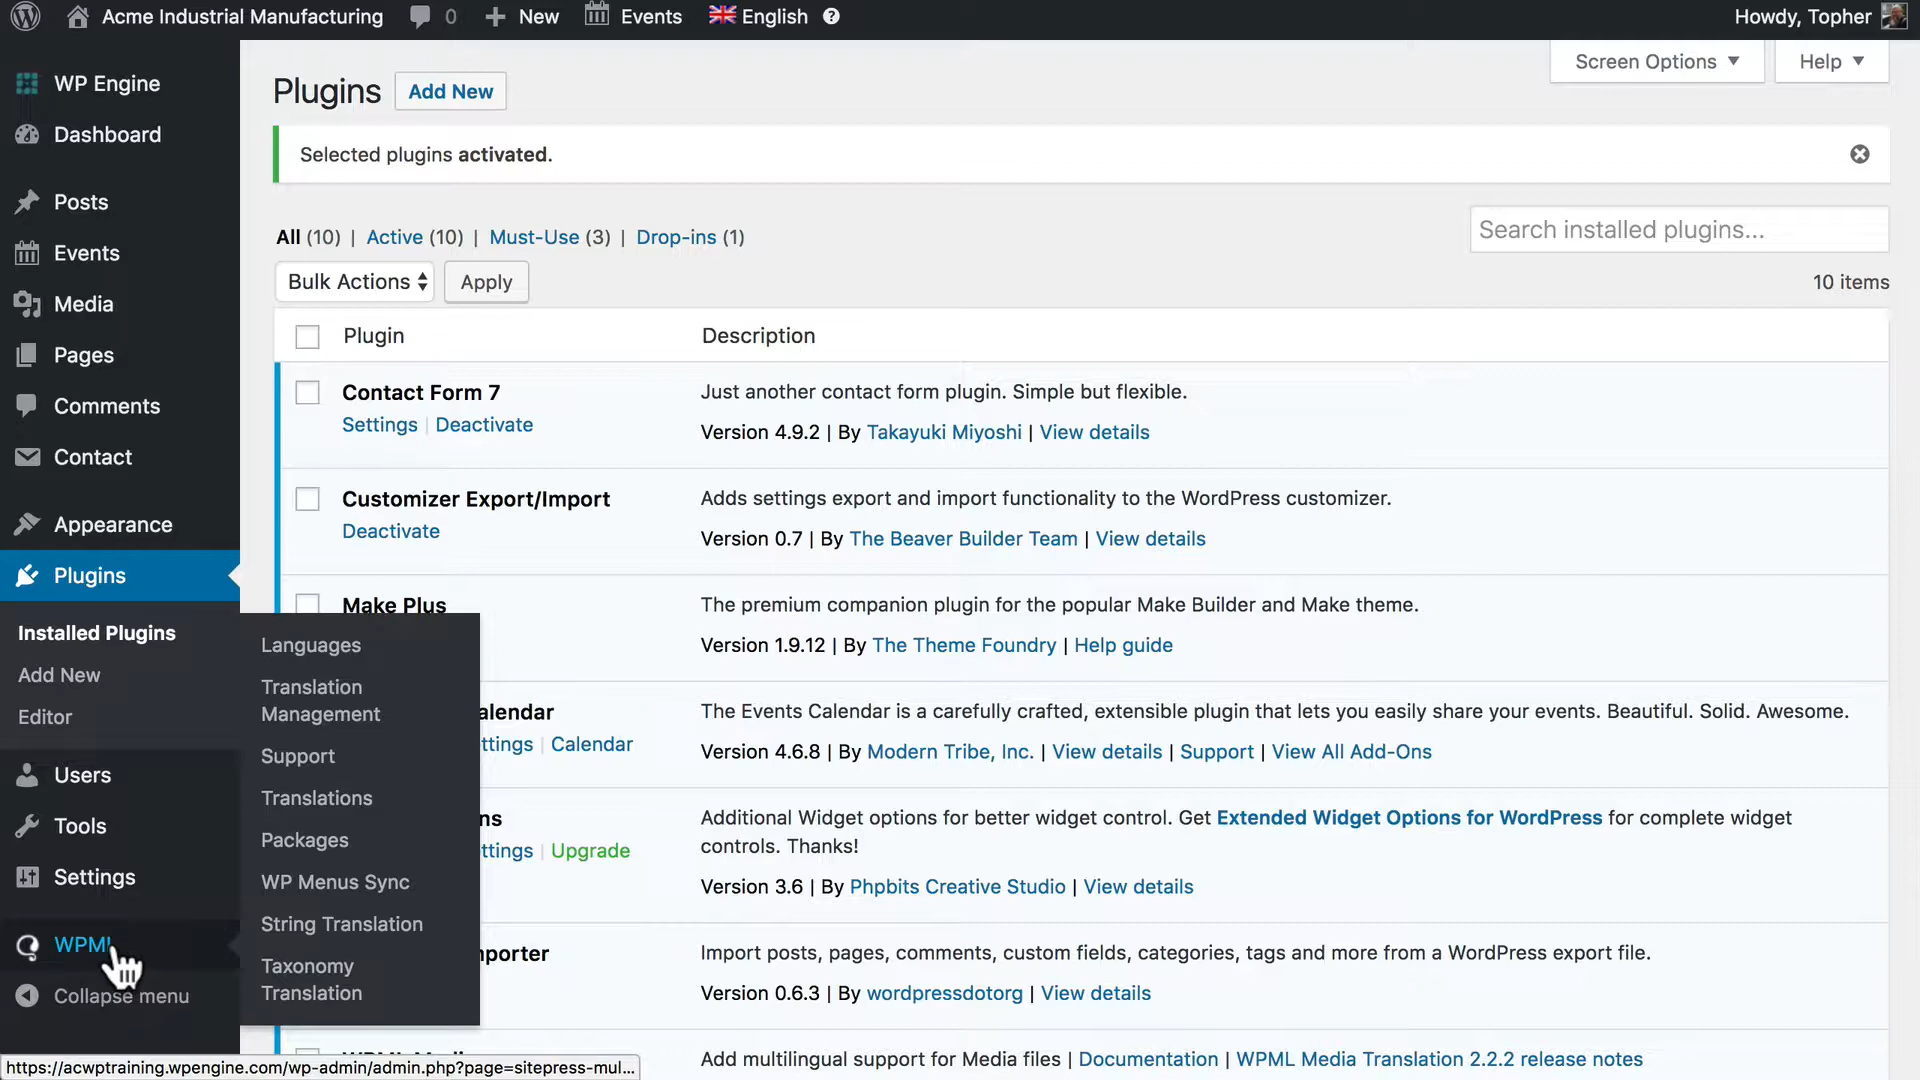 Acme Industrial Manufacturing 0 New Events English Howdy, Topher
WP Engine
Dashboard
Posts
Events
Media
Pages
Comments
Contact
Appearance
Plugins
Installed Plugins
Add New
Editor
Users
Tools
Settings
WPML
Collapse menu
Languages
Translation
Management
Support
Translations
Packages
WP Menus Sync
String Translation
Taxonomy
Translation
Screen Options Help
Plugins Add New
Selected plugins activated.
All (10) | Active (10) | Must-Use (3) | Drop-ins (1)
Search installed plugins...
Bulk Actions Apply
10 items
Plugin Description
Contact Form 7
Settings | Deactivate
Just another contact form plugin. Simple but flexible.
Version 4.9.2 | By Takayuki Miyoshi | View details
Customizer Export/Import
Deactivate
Adds settings export and import functionality to the WordPress customizer.
Version 0.7 | By The Beaver Builder Team | View details
Make Plus
The premium companion plugin for the popular Make Builder and Make theme.
Version 1.9.12 | By The Theme Foundry | Help guide
alendar
ttings | Calendar
The Events Calendar is a carefully crafted, extensible plugin that lets you easily share your events. Beautiful. Solid. Awesome.
Version 4.6.8 | By Modern Tribe, Inc. | View details | Support | View All Add-Ons
ns
ttings | Upgrade
Additional Widget options for better widget control. Get Extended Widget Options for WordPress for complete widget
controls. Thanks!
Version 3.6 | By Phpbits Creative Studio | View details
mporter
Import posts, pages, comments, custom fields, categories, tags and more from a WordPress export file.
Version 0.6.3 | By wordpressdotorg | View details
Add multilingual support for Media files | Documentation | WPML Media Translation 2.2.2 release notes
https://acwptraining.wpengine.com/wp-admin/admin.php?page=sitepress-mul...